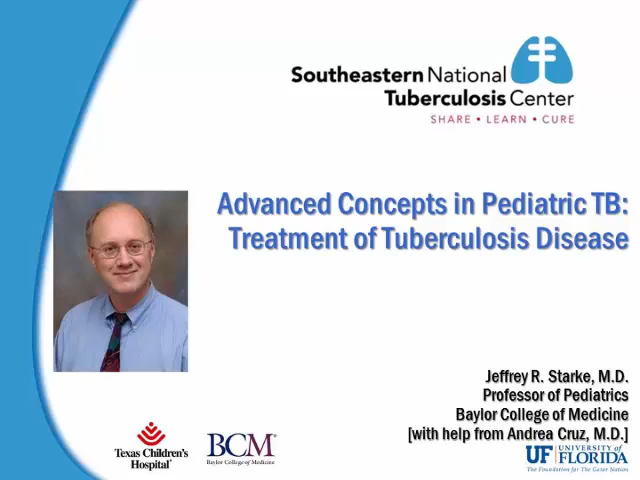 Southeastern National
Tuberculosis Center
SHARE • LEARN • CURE
Advanced Concepts in Pediatric TB:
Treatment of Tuberculosis Disease
Jeffrey R. Starke, M.D.
Professor of Pediatrics
Baylor College of Medicine
[with help from Andrea Cruz, M.D.]
Texas Children's
Hospital®
BCM®
Baylor College of Medicine
UF UNIVERSITY of
FLORIDA
The Foundation for The Gator Nation